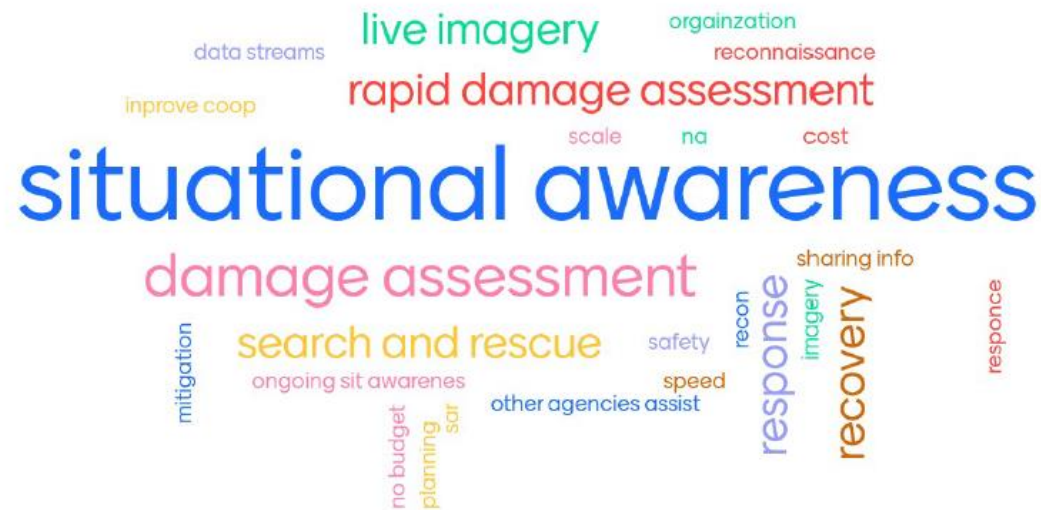 live imagery
orgainzation
data streams
reconnaissance
rapid damage assessment
inprove coop
scale
na
cost
situational awareness
damage assessment
sharing info
search and rescue
safety
recon
response
imagery
recovery
responce
mitigation
ongoing sit awarenes
speed
other agencies assist
no budget
planning
sar